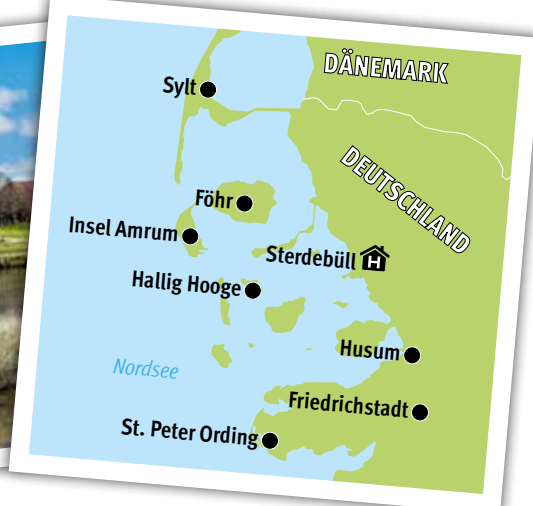 DÄNEMARK
Sylt
DEUTSCHLAND
Föhr
Insel Amrum
Sterdebüll
H
Hallig Hooge
Husum
Nordsee
Friedrichstadt
St. Peter Ording